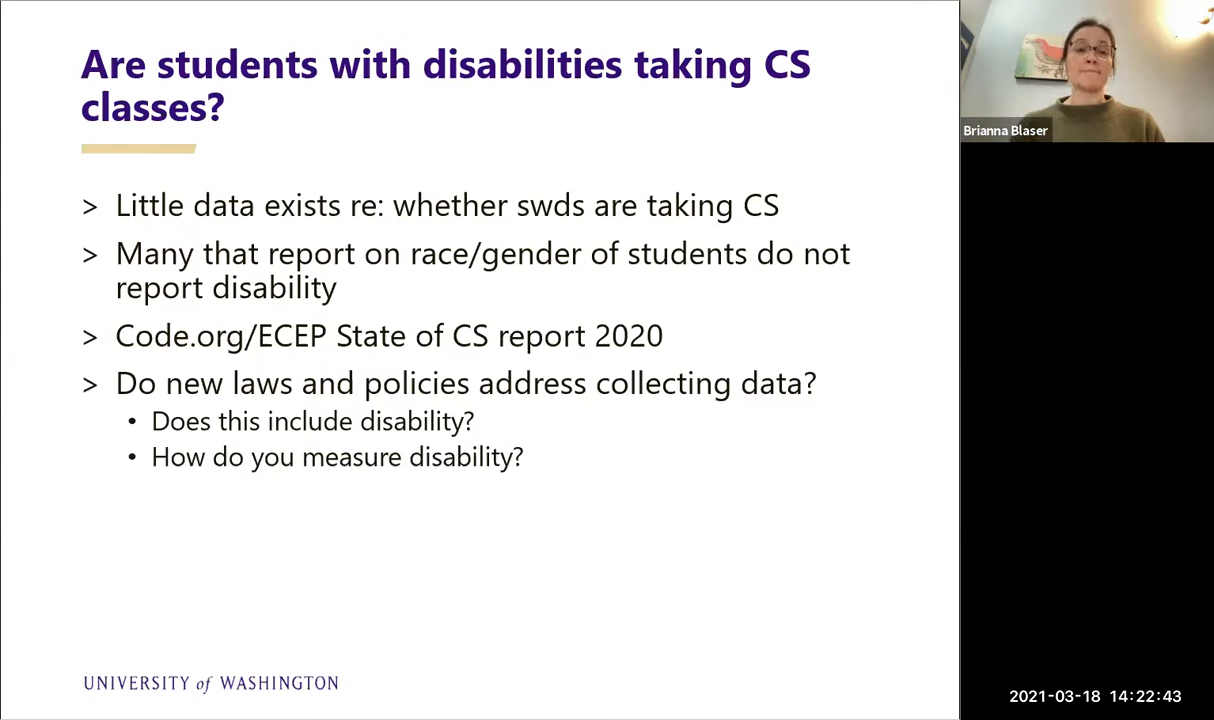 Are students with disabilities taking CS
classes?
> Little data exists re: whether swds are taking CS
> Many that report on race/gender of students do not
report disability
> Code.org/ECEP State of CS report 2020
> Do new laws and policies address collecting data?
• Does this include disability?
• How do you measure disability?
UNIVERSITY of WASHINGTON
Brianna Blaser
2021-03-18 14:22:43